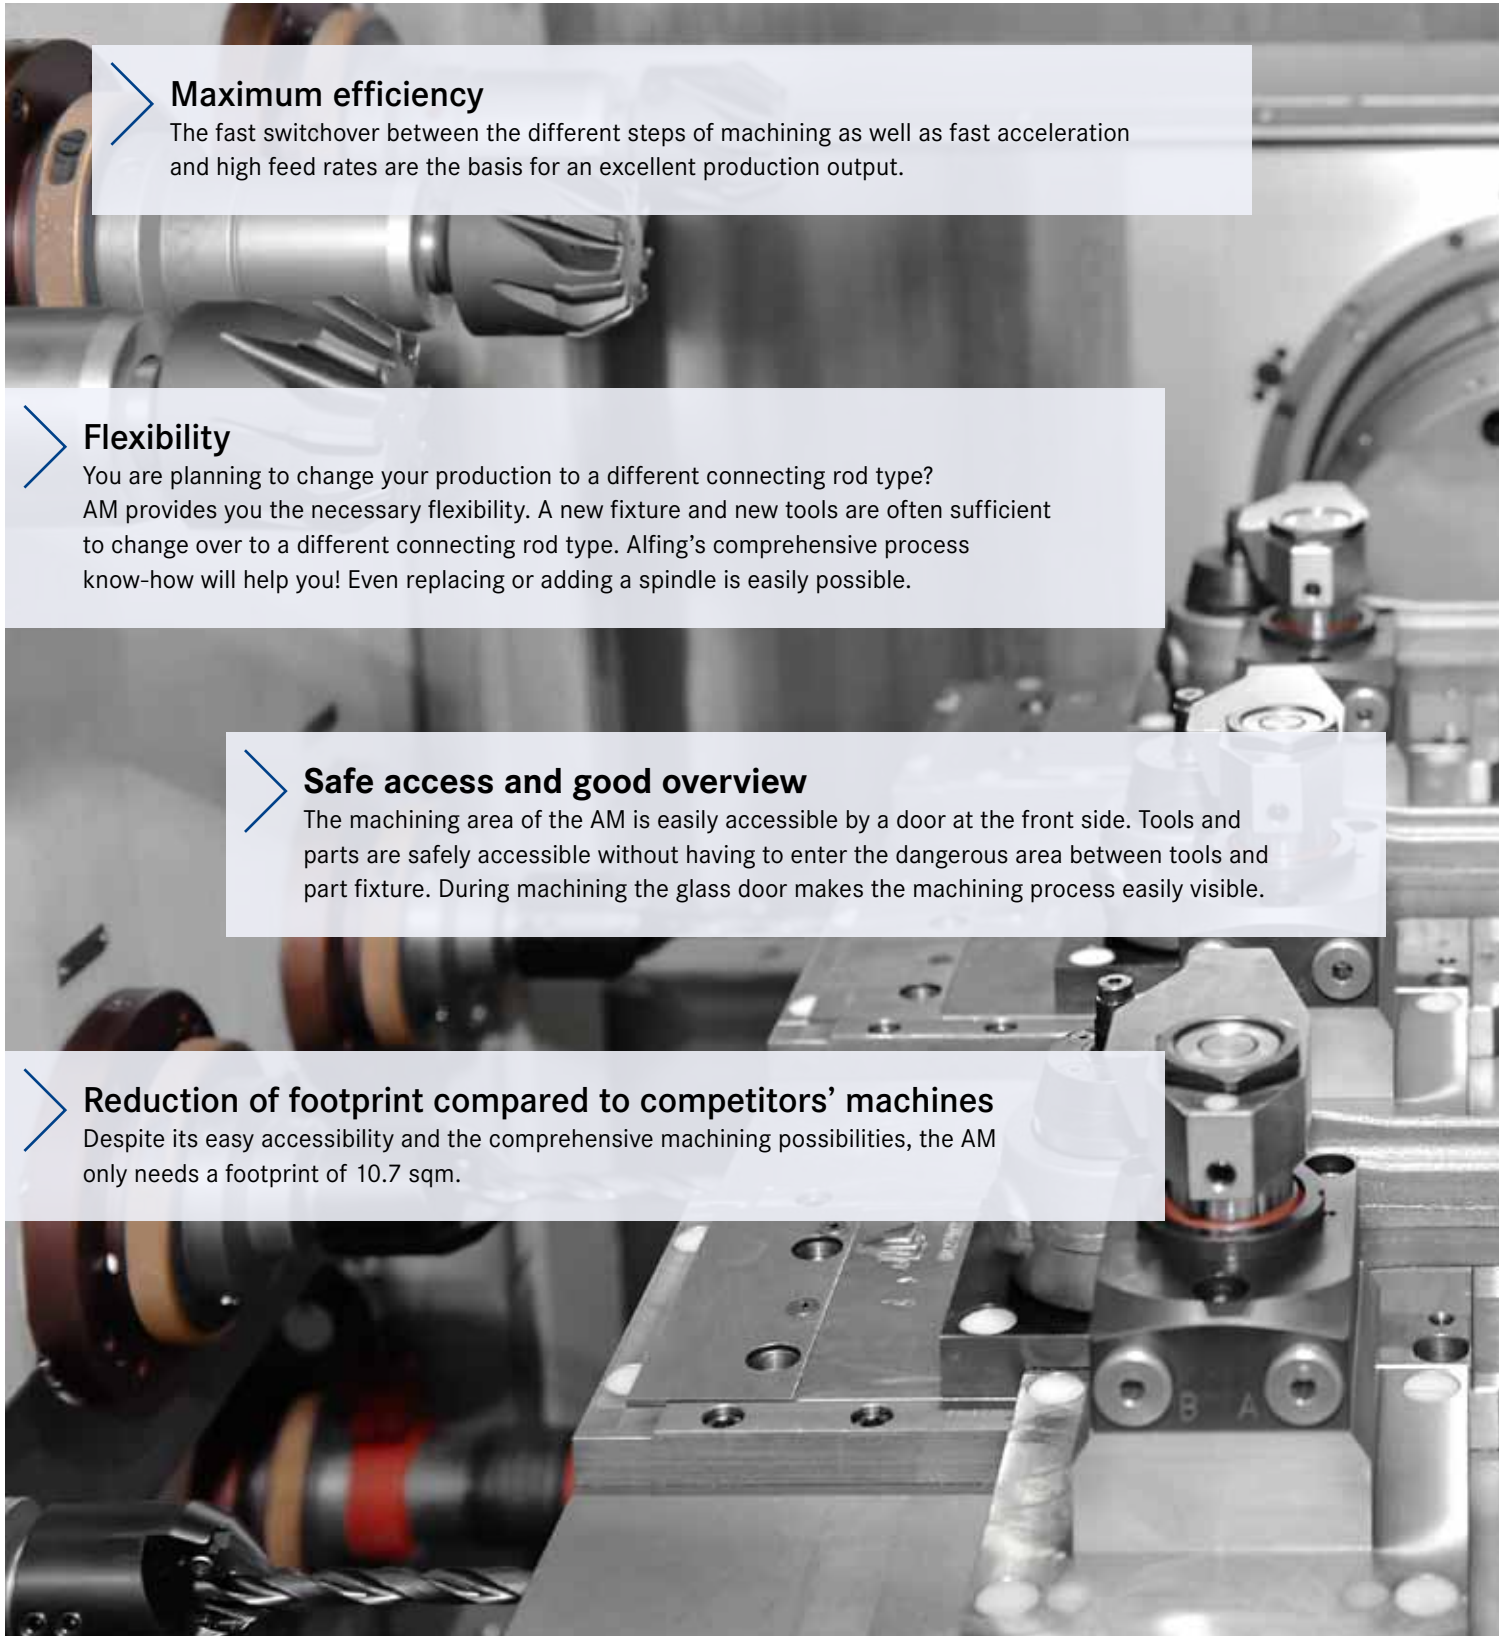 Maximum efficiency
The fast switchover between the different steps of machining as well as fast acceleration
and high feed rates are the basis for an excellent production output.
Flexibility
You are planning to change your production to a different connecting rod type?
AM provides you the necessary flexibility. A new fixture and new tools are often sufficient
to change over to a different connecting rod type. Alfing’s comprehensive process
know-how will help you! Even replacing or adding a spindle is easily possible.
Safe access and good overview
The machining area of the AM is easily accessible by a door at the front side. Tools and
parts are safely accessible without having to enter the dangerous area between tools and
part fixture. During machining the glass door makes the machining process easily visible.
Reduction of footprint compared to competitors’ machines
Despite its easy accessibility and the comprehensive machining possibilities, the AM
only needs a footprint of 10.7 sqm.
B A